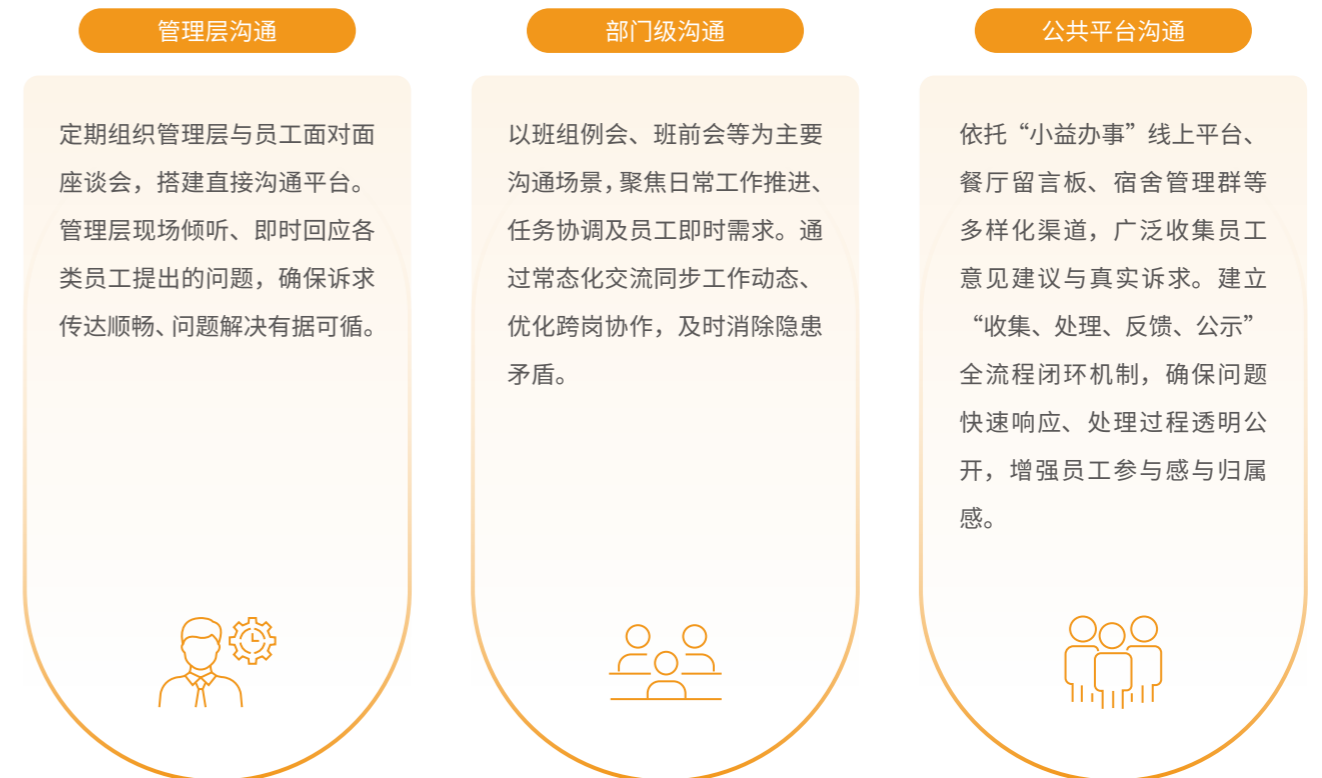 管理层沟通
定期组织管理层与员工面对面
座谈会，搭建直接沟通平台。
管理层现场倾听、即时回应各
类员工提出的问题，确保诉求
传达顺畅、问题解决有据可循。
部门级沟通
以班组例会、班前会等为主要
沟通场景，聚焦日常工作推进、
任务协调及员工即时需求。通
过常态化交流同步工作动态、
优化跨岗协作，及时消除隐患
矛盾。
公共平台沟通
依托“小益办事”线上平台、
餐厅留言板、宿舍管理群等
多样化渠道，广泛收集员工
意见建议与真实诉求。建立
“收集、处理、反馈、公示”
全流程闭环机制，确保问题
快速响应、处理过程透明公
开，增强员工参与感与归属
感。